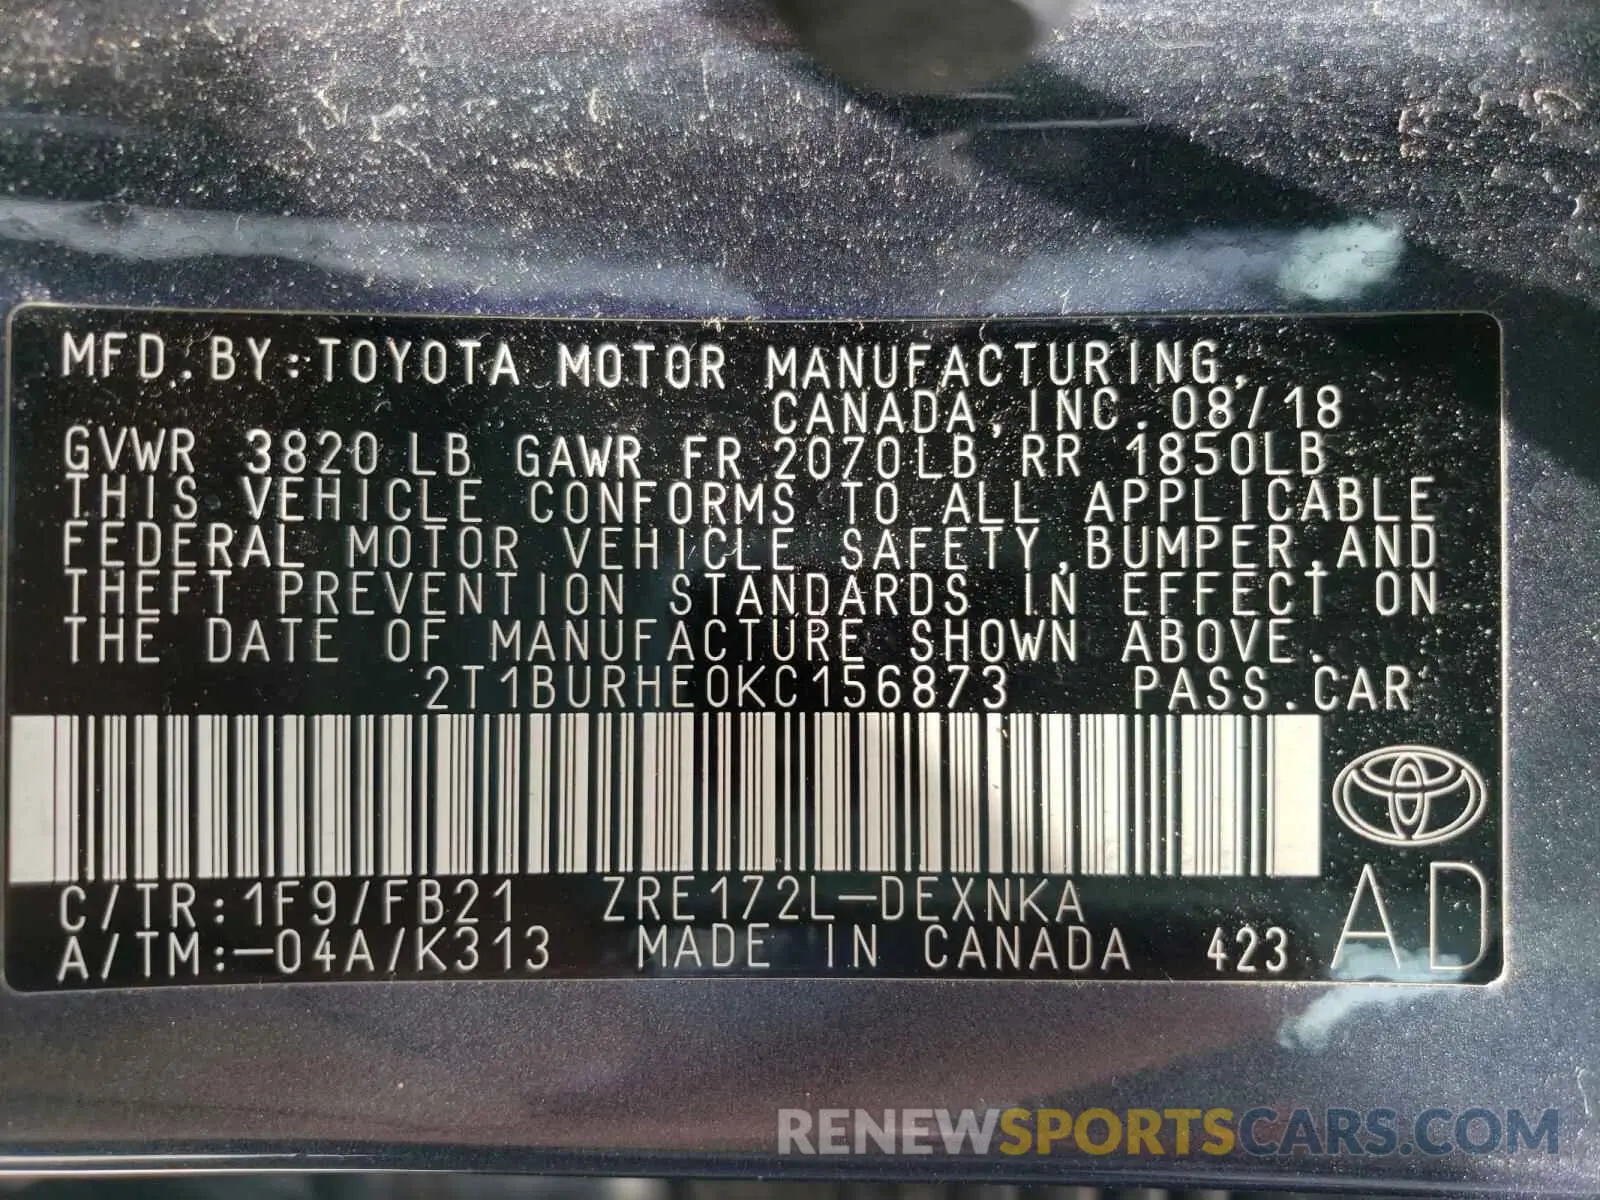 MFD.BY:TOYOTA MOTOR MANUFACTURING,
CANADA,INC.08/18
GVWR 3820LB GAWR FR 2070LB RR 1850LB
THIS VEHICLE CONFORMS TO ALL APPLICABLE
FEDERAL MOTOR VEHICLE SAFETY,BUMPER,AND
THEFT PREVENTION STANDARDS IN EFFECT ON
THE DATE OF MANUFACTURE SHOWN ABOVE.
2T1BURHE0KC156873 PASS.CAR
C/TR:1F9/FB21 ZRE172L-DEXNKA
A/TM:-04A/K313 MADE IN CANADA 423
AD
RENEWSPORTSCARS.COM